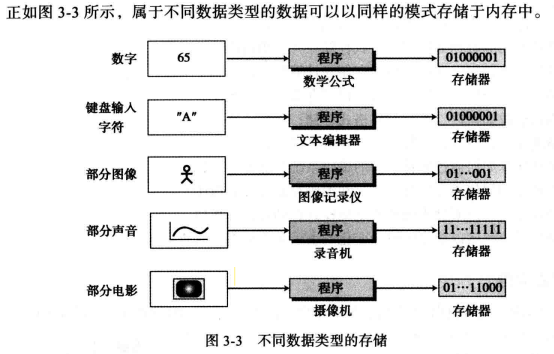 正如图 3-3 所示，属于不同数据类型的数据可以以同样的模式存储于内存中。
数字 65 程序 01000001
数学公式 存储器
键盘输入
字符 "A" 程序 01000001
文本编辑器 存储器
部分图像 程序 01···001
图像记录仪 存储器
部分声音 程序 11···11111
录音机 存储器
部分电影 程序 01···11000
摄像机 存储器
图 3-3 不同数据类型的存储